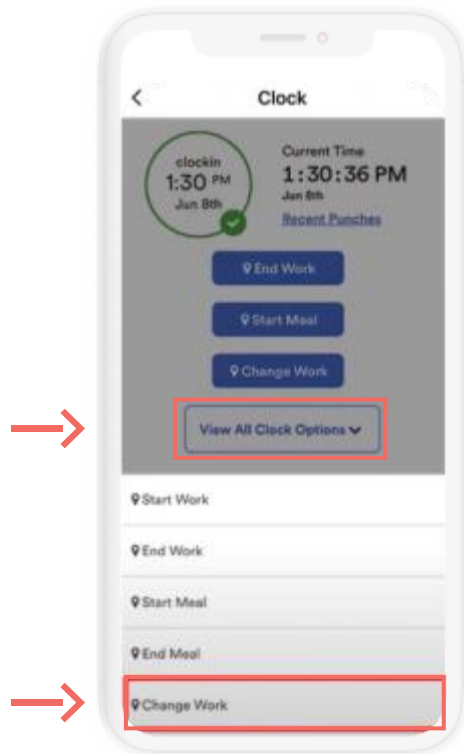 Clock
clockin
1:30 PM
Jun 8th
Current Time
1:30:36 PM
Jun 8th
Recent Punches
End Work
Start Meal
Change Work
View All Clock Options
Start Work
End Work
Start Meal
End Meal
Change Work